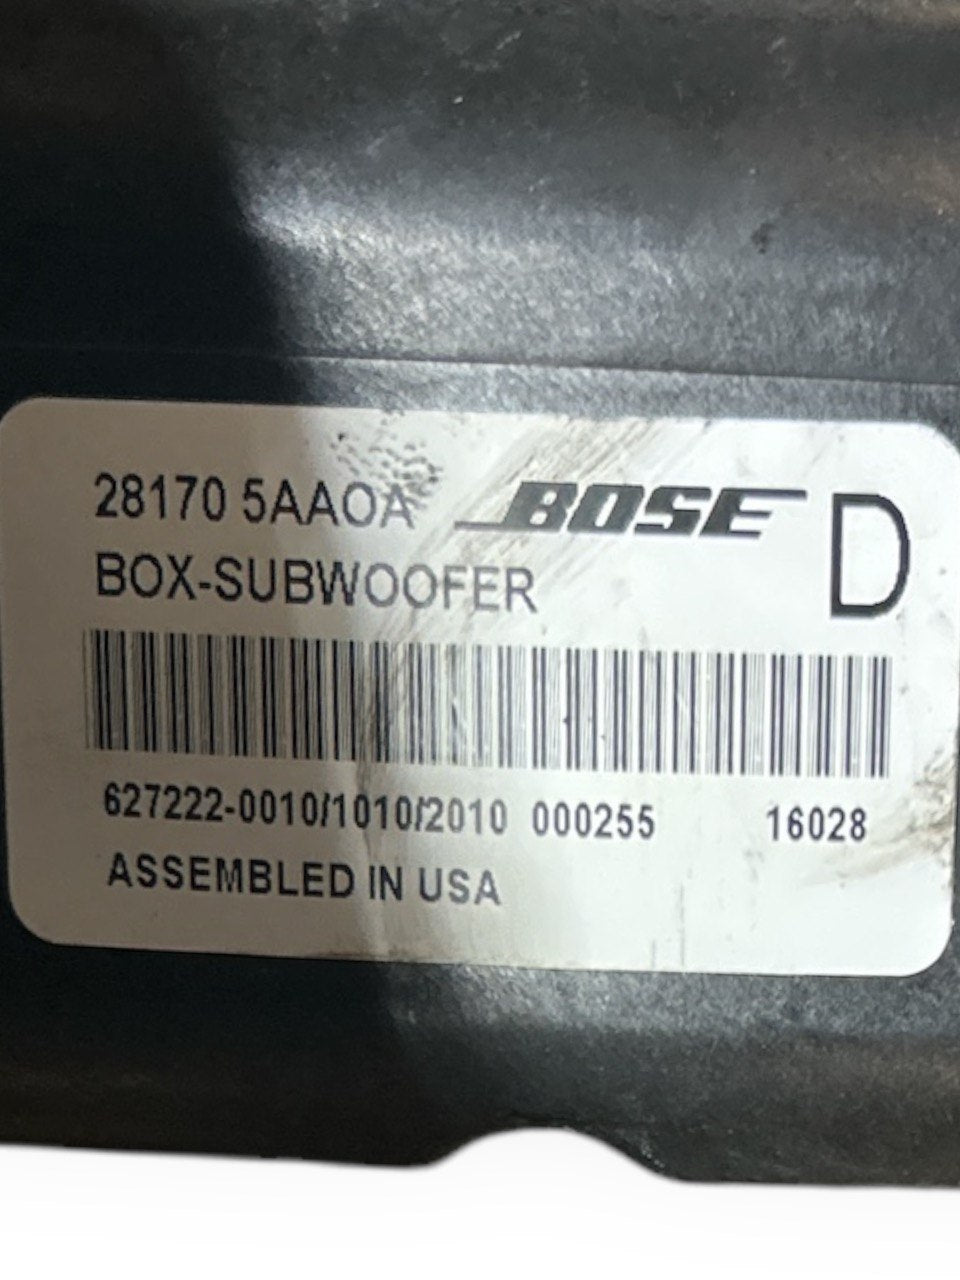 28170 5AA0A BOSE D
BOX-SUBWOOFER
627222-0010/1010/2010 000255 16028
ASSEMBLED IN USA